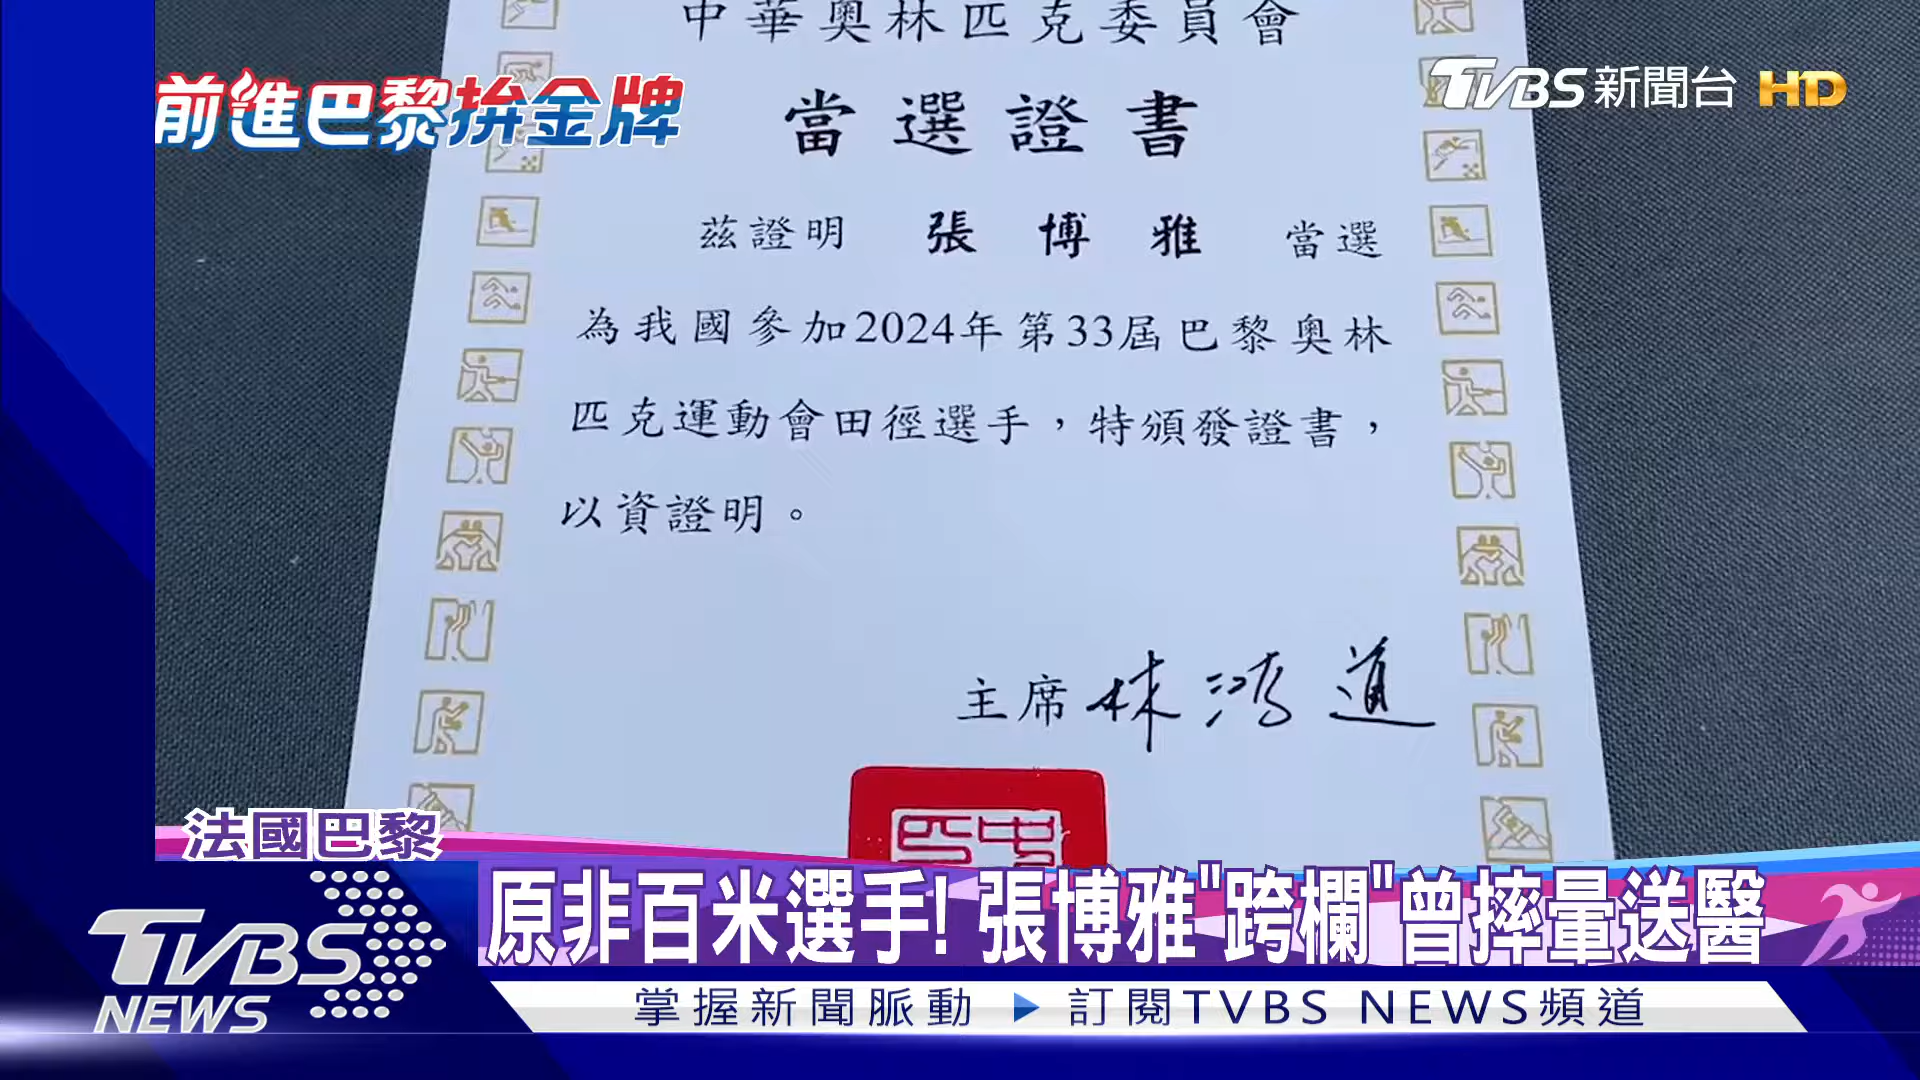 中華奧林匹克委員會
前進巴黎拚金牌
TVBS新聞台 HD
當選證書
茲證明 張博雅 當選
為我國參加2024年第33屆巴黎奧林
匹克運動會田徑選手，特頒發證書，
以資證明。
主席 林鴻道
法國巴黎
原非百米選手! 張博雅"跨欄"曾摔暈送醫
TVBS NEWS
掌握新聞脈動 ▶ 訂閱TVBS NEWS頻道